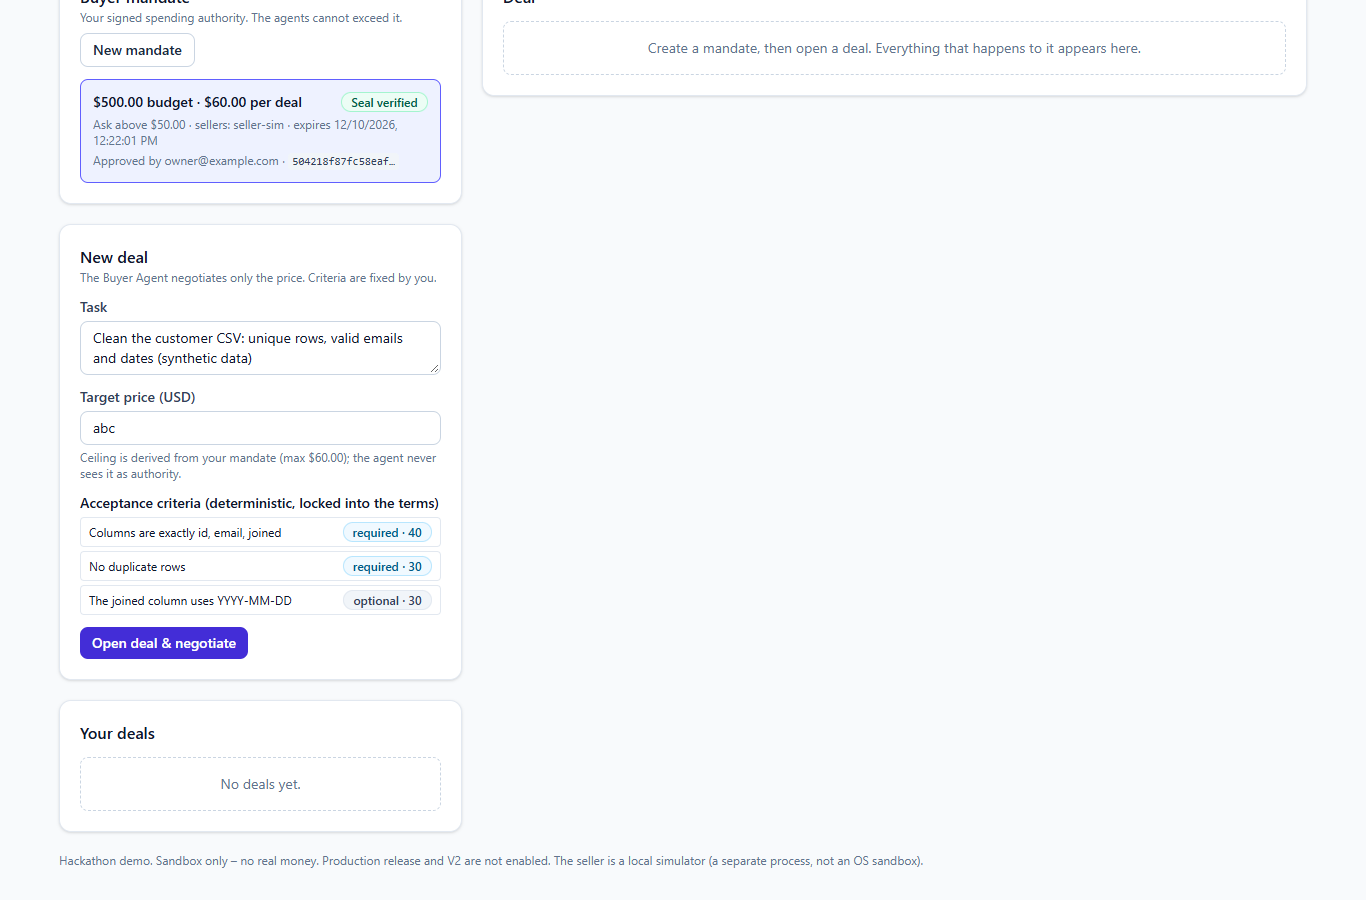 Buyer mandate
Your signed spending authority. The agents cannot exceed it.
New mandate
$500.00 budget · $60.00 per deal
Seal verified
Ask above $50.00 · sellers: seller-sim · expires 12/10/2026,
12:22:01 PM
Approved by owner@example.com · 504218f87fc58eaf…
New deal
The Buyer Agent negotiates only the price. Criteria are fixed by you.
Task
Clean the customer CSV: unique rows, valid emails
and dates (synthetic data)
Target price (USD)
abc
Ceiling is derived from your mandate (max $60.00); the agent never
sees it as authority.
Acceptance criteria (deterministic, locked into the terms)
Columns are exactly id, email, joined
required · 40
No duplicate rows
required · 30
The joined column uses YYYY-MM-DD
optional · 30
Open deal & negotiate
Your deals
No deals yet.
Deal
Create a mandate, then open a deal. Everything that happens to it appears here.
Hackathon demo. Sandbox only – no real money. Production release and V2 are not enabled. The seller is a local simulator (a separate process, not an OS sandbox).